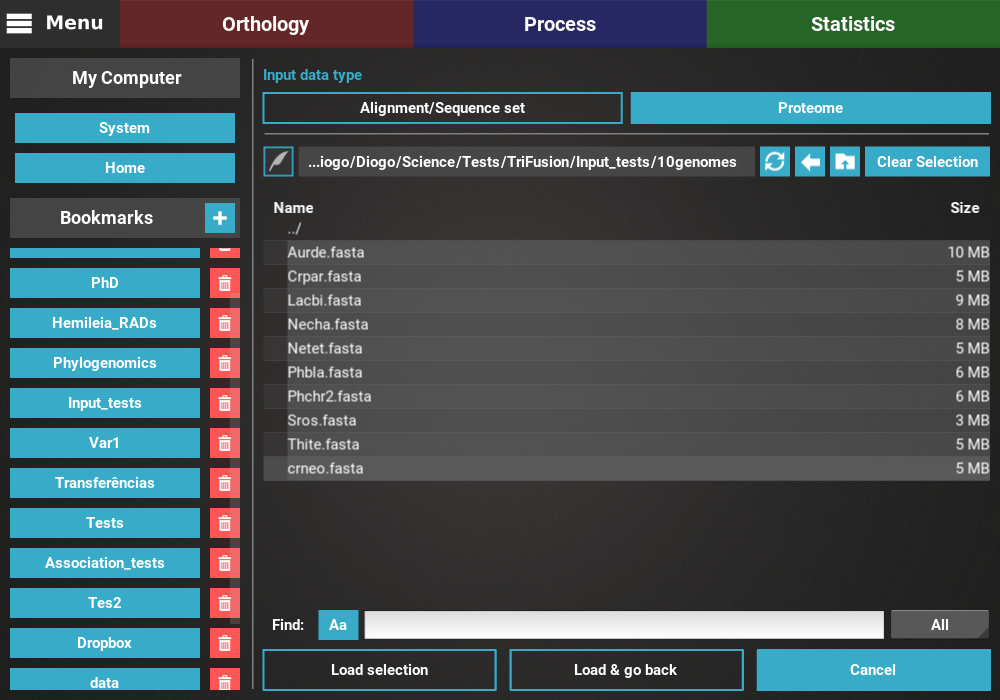 Menu
Orthology
Process
Statistics
My Computer
System
Home
Bookmarks
PhD
Hemileia_RADs
Phylogenomics
Input_tests
Var1
Transferências
Tests
Association_tests
Tes2
Dropbox
data
Input data type
Alignment/Sequence set
Proteome
...iogo/Diogo/Science/Tests/TriFusion/Input_tests/10genomes
Clear Selection
Name Size
../
Aurde.fasta 10 MB
Crpar.fasta 5 MB
Lacbi.fasta 9 MB
Necha.fasta 8 MB
Netet.fasta 5 MB
Phbla.fasta 6 MB
Phchr2.fasta 6 MB
Sros.fasta 3 MB
Thite.fasta 5 MB
crneo.fasta 5 MB
Find: Aa All
Load selection
Load & go back
Cancel